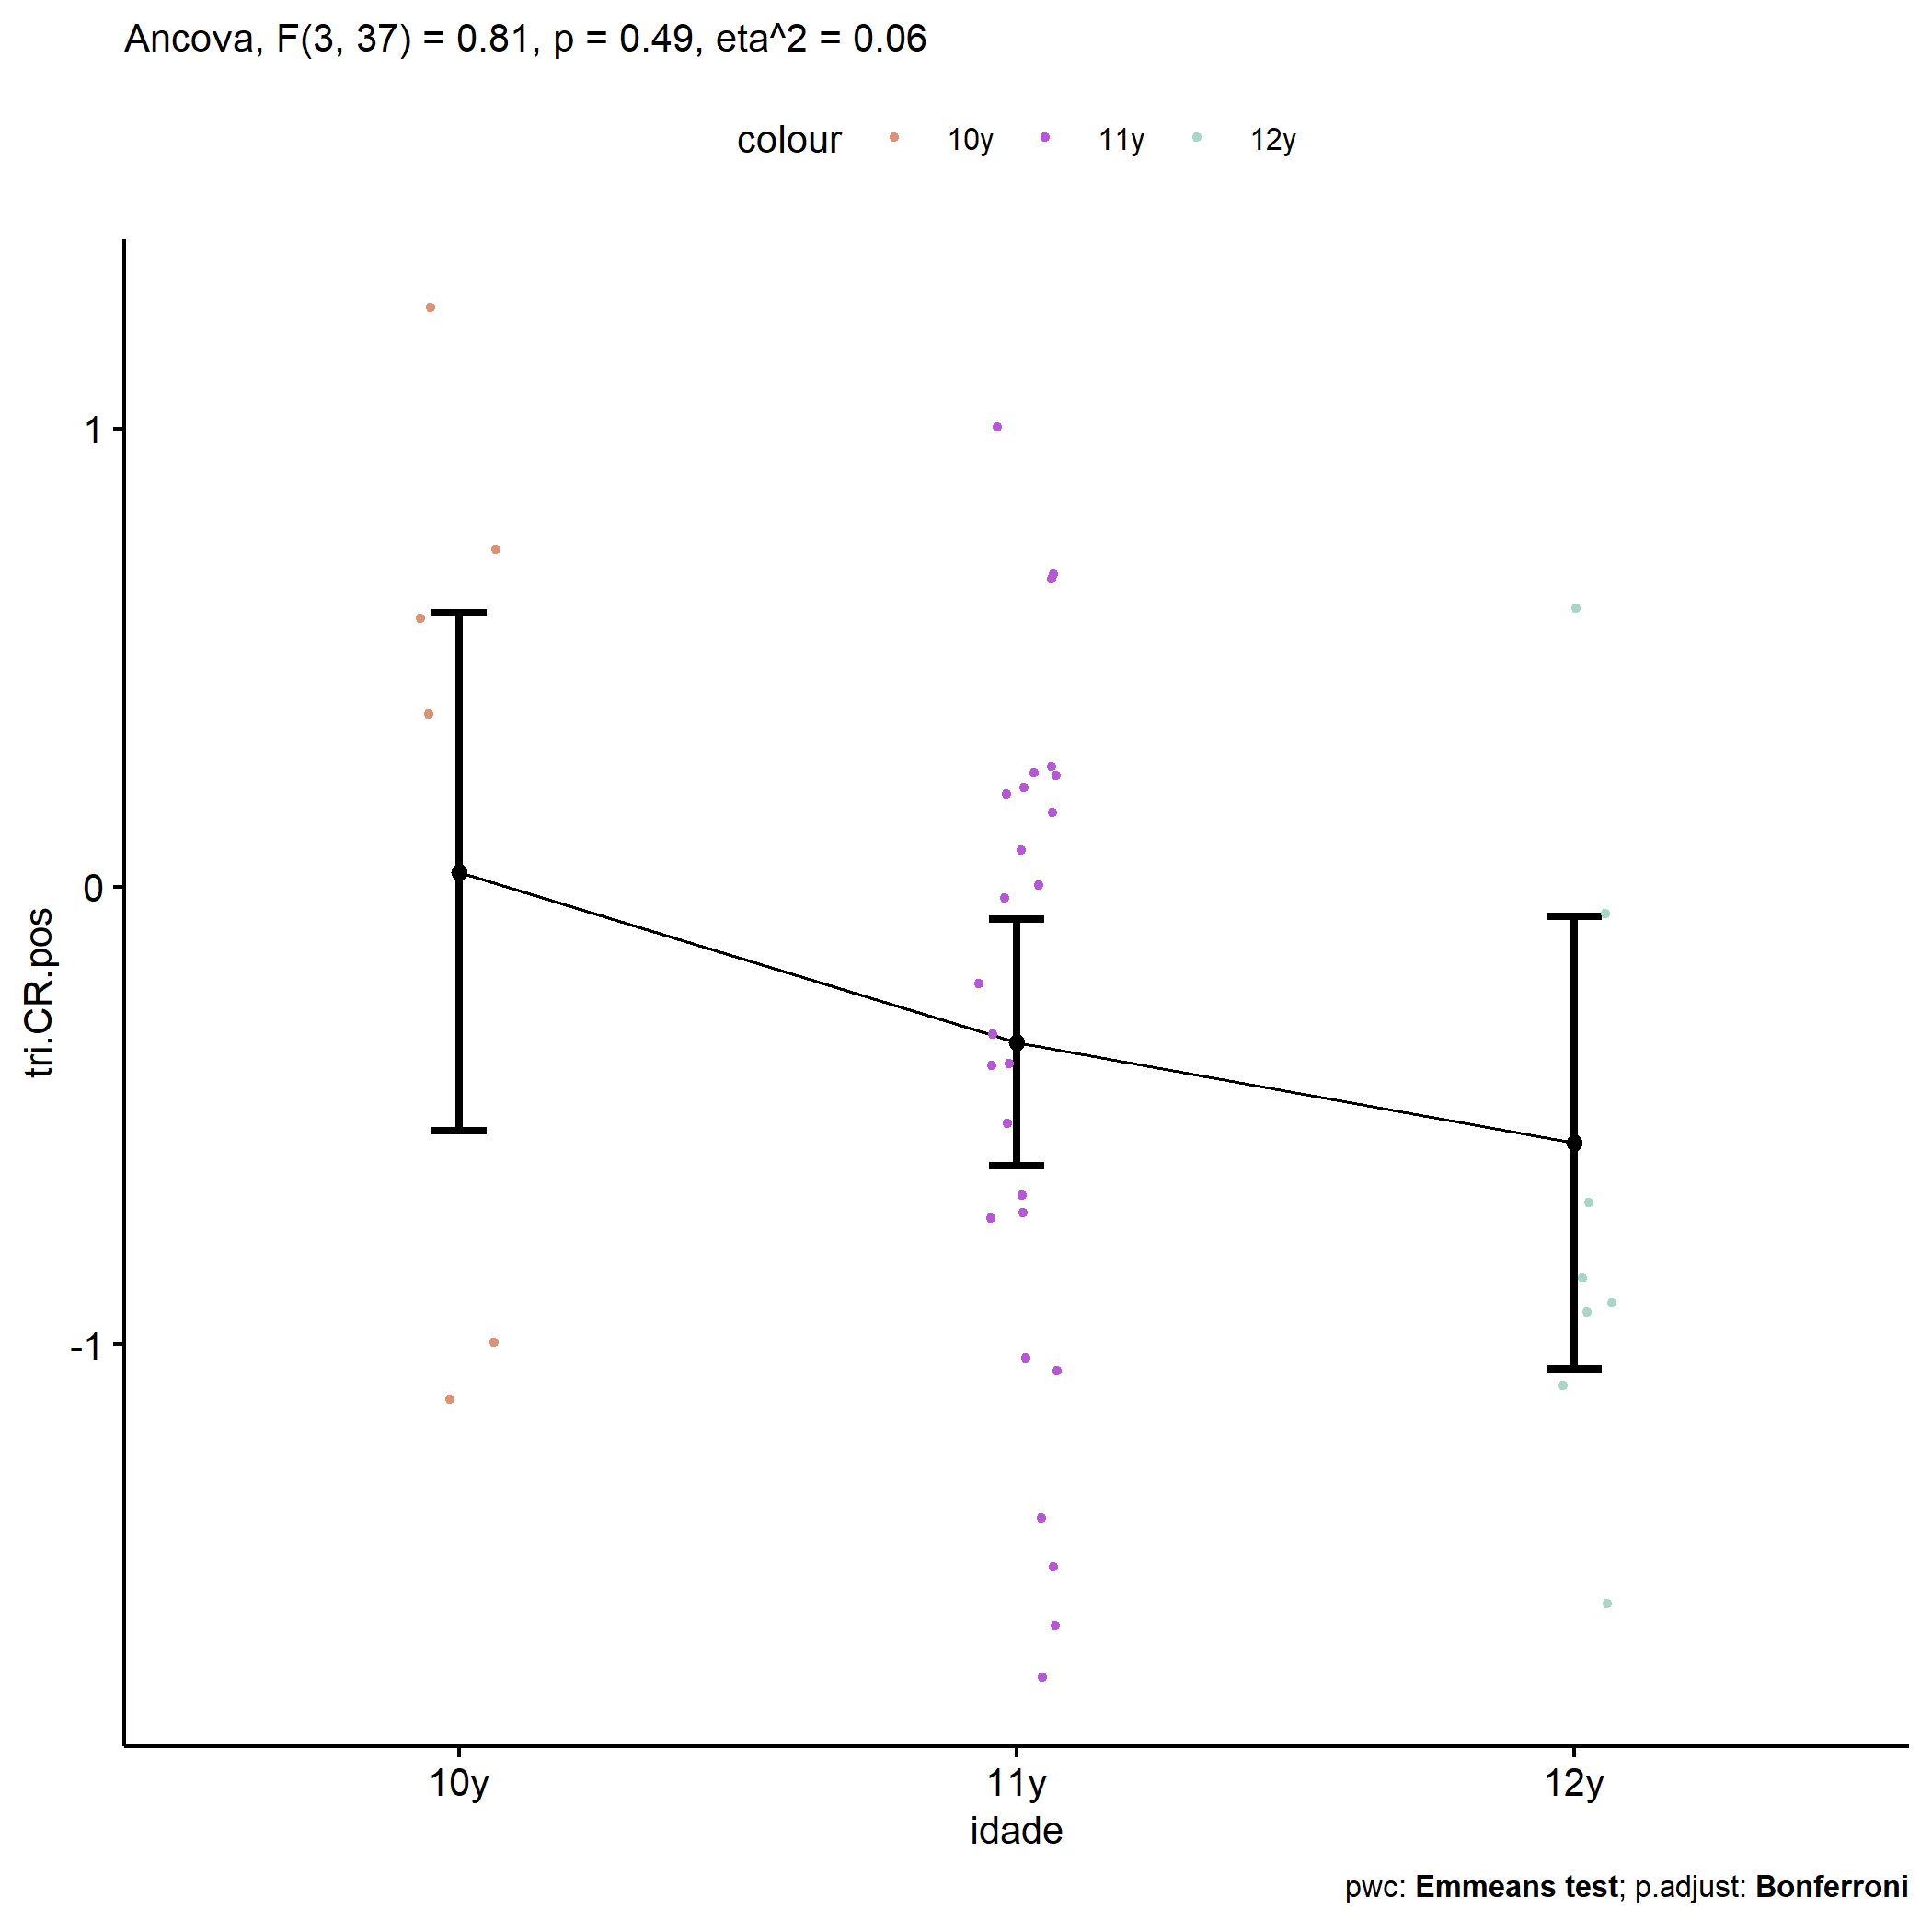 Ancova, F(3, 37) = 0.81, p = 0.49, eta^2 = 0.06
colour 10y 11y 12y
1
0
-1
tri.CR.pos
10y 11y 12y
idade
pwc: Emmeans test; p.adjust: Bonferroni